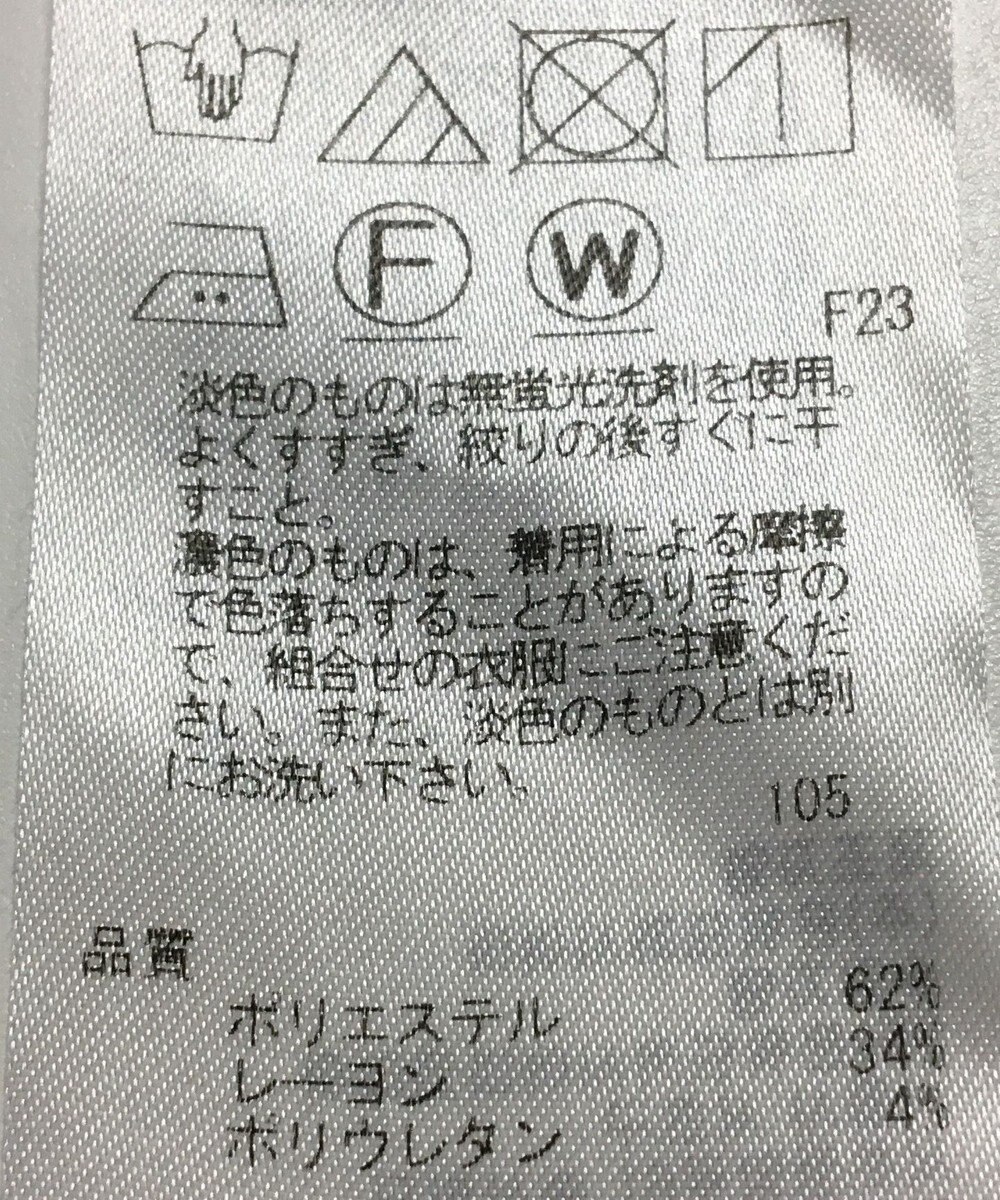 F W
F23
淡色のものは無蛍光洗剤を使用。
よくすすぎ、絞りの後すぐに干
すこと。
濃色のものは、着用による摩擦
で色落ちすることがありますの
で、組合せの衣服にご注意くだ
さい。また、淡色のものとは別
にお洗い下さい。
105
品質
ポリエステル 62%
レーヨン 34%
ポリウレタン 4%